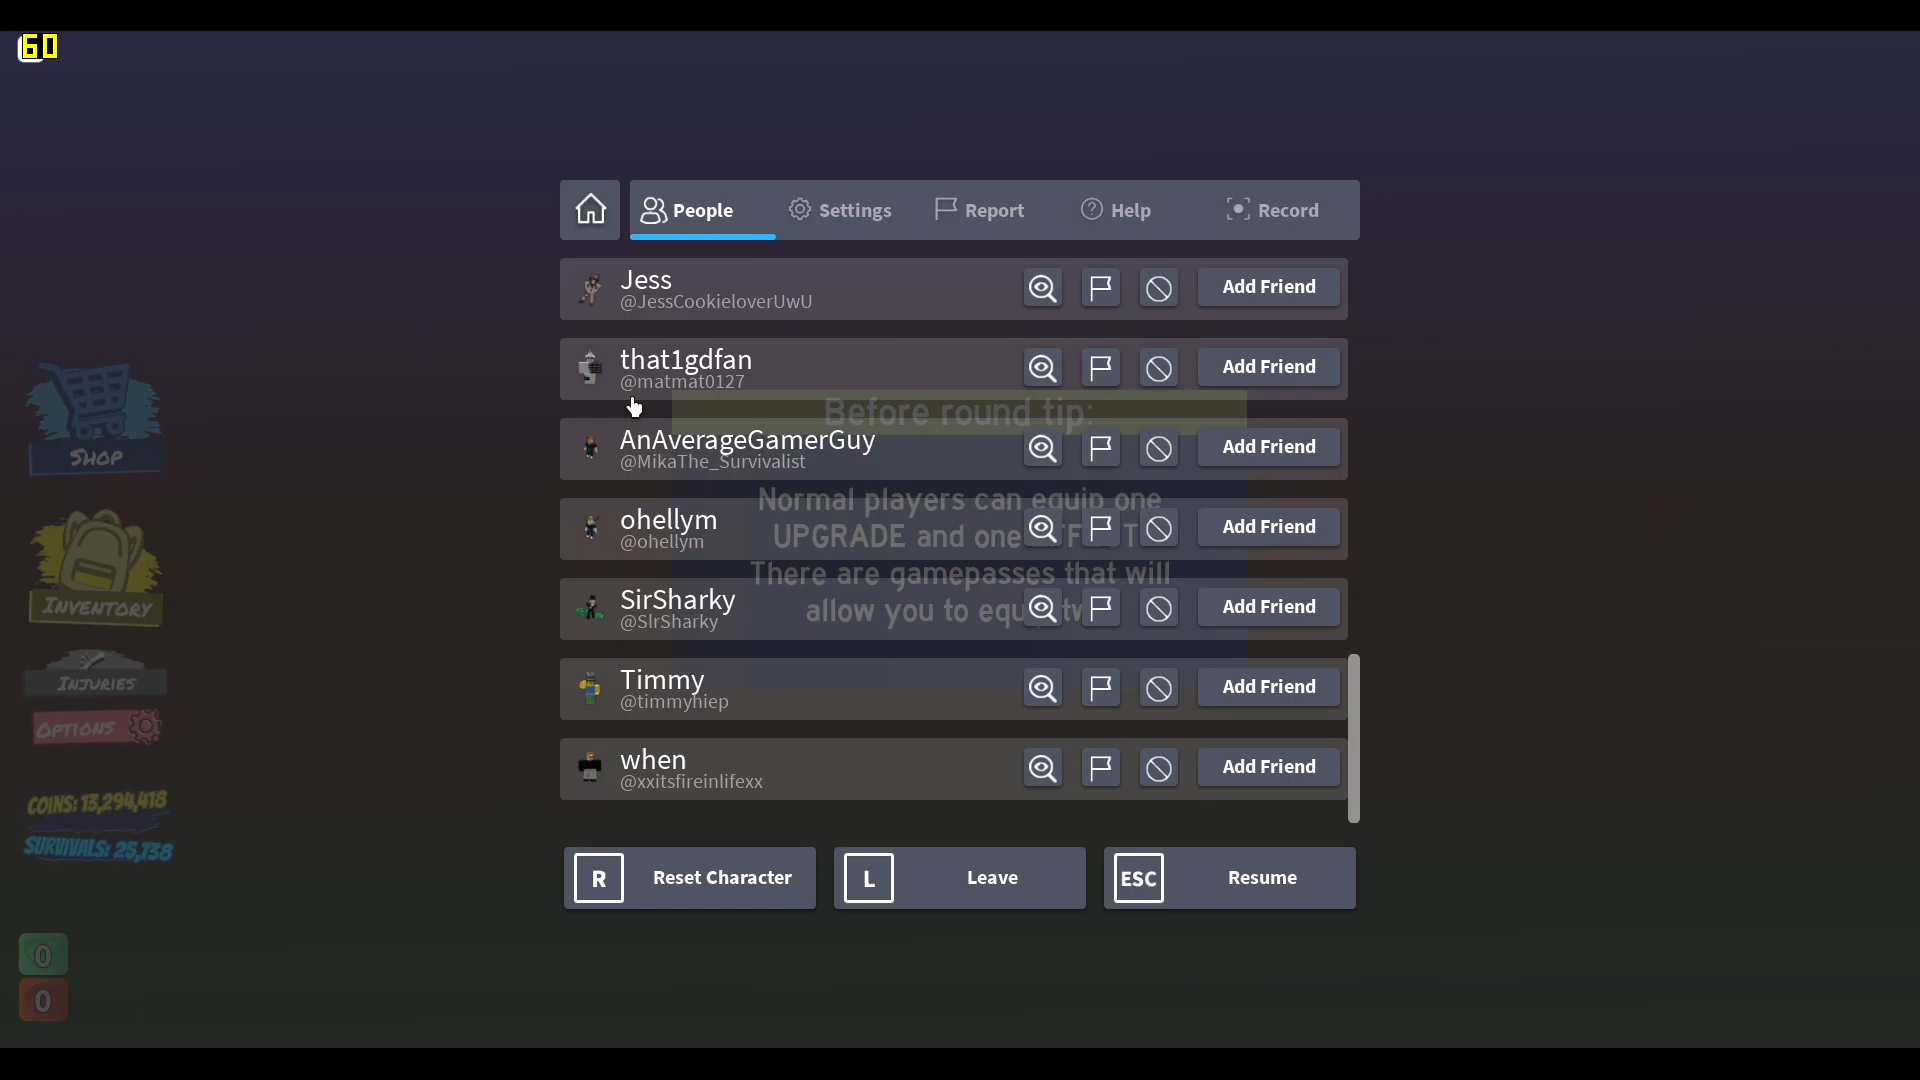 60
People
Settings
Report
Help
Record
Jess
@JessCookieloverUwU
Add Friend
that1gdfan
@matmat0127
Add Friend
Before round tip:
AnAverageGamerGuy
@MikaThe_Survivalist
Add Friend
Normal players can equip one
UPGRADE and one
ohellym
@ohellym
Add Friend
There are gamepasses that will
allow you to equip
SirSharky
@SlrSharky
Add Friend
Timmy
@timmyhiep
Add Friend
when
@xxitsfireinlifexx
Add Friend
R Reset Character
L Leave
ESC Resume
SHOP
INVENTORY
INJURIES
OPTIONS
COINS: 13,294,418
SURVIVALS: 25,738
0
0